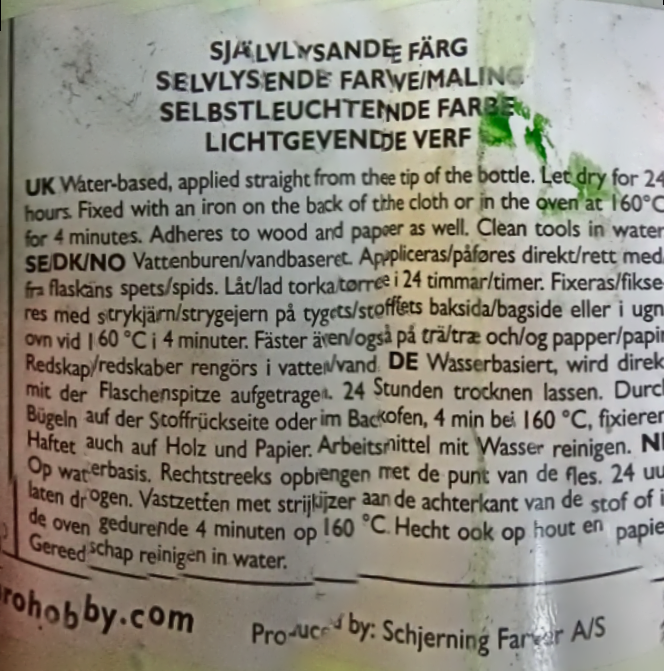 SJÄLVLYSANDE FÄRG
SELVLYSENDE FARVE/MALING
SELBSTLEUCHTENDE FARBE
LICHTGEVENDE VERF
UK Water-based, applied straight from the tip of the bottle. Let dry for 24
hours. Fixed with an iron on the back of the cloth or in the oven at 160°C
for 4 minutes. Adheres to wood and paper as well. Clean tools in water
SE/DK/NO Vattenburen/vandbaseret. Appliceras/påføres direkt/rett med
fra flaskans spets/spids. Låt/lad torka/tørre i 24 timmar/timer. Fixeras/fikse-
res med strykjärn/strygejern på tygets/stoffets baksida/bagside eller i ugn
ovn vid 160 °C i 4 minuter. Fäster även/også på trä/træ och/og papper/papir
Redskap/redskaber rengörs i vatten/vand. DE Wasserbasiert, wird direk
mit der Flaschenspitze aufgetragen. 24 Stunden trocknen lassen. Durc
Bügeln auf der Stoffrückseite oder im Backofen, 4 min bei 160 °C, fixieren
Haftet auch auf Holz und Papier. Arbeitsmittel mit Wasser reinigen. NL
Op waterbasis. Rechtstreeks opbrengen met de punt van de fles. 24 uu
laten drogen. Vastzetten met strijkijzer aan de achterkant van de stof of i
de oven gedurende 4 minuten op 160 °C. Hecht ook op hout en papie
Gereedschap reinigen in water.
rohobby.com
Produced by: Schjerning Farver A/S